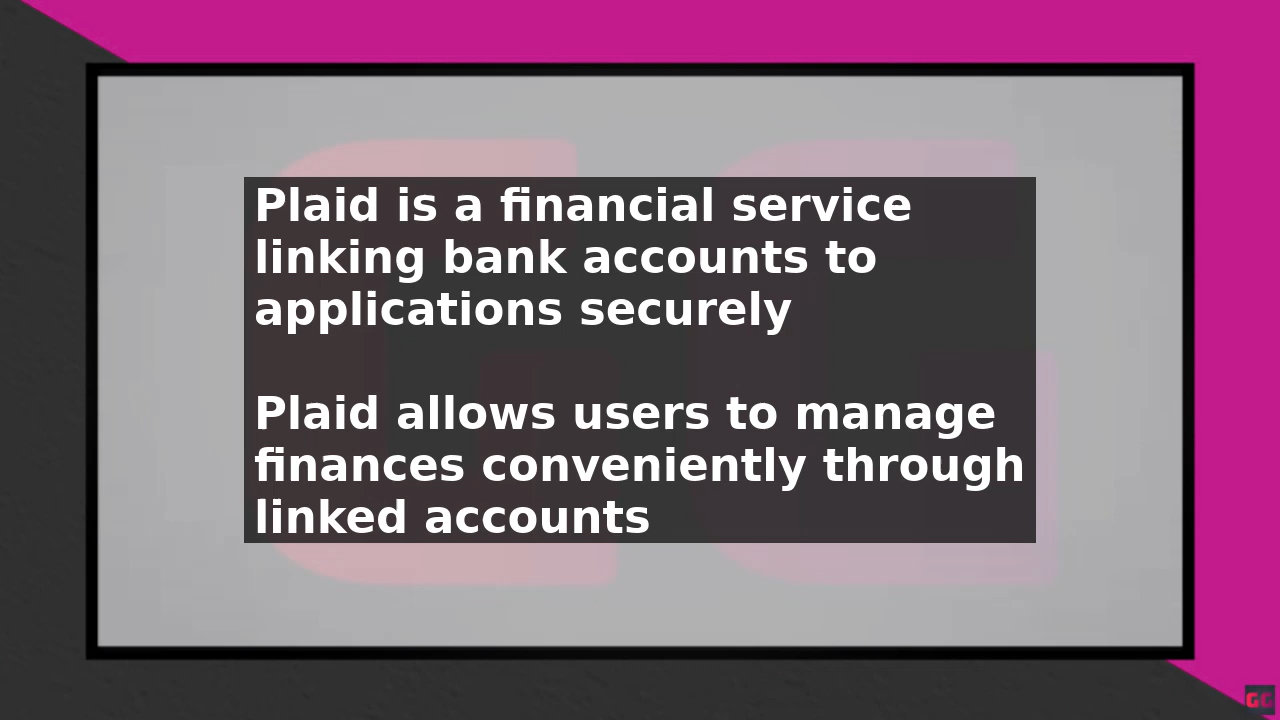 Plaid is a financial service
linking bank accounts to
applications securely
Plaid allows users to manage
finances conveniently through
linked accounts
GG